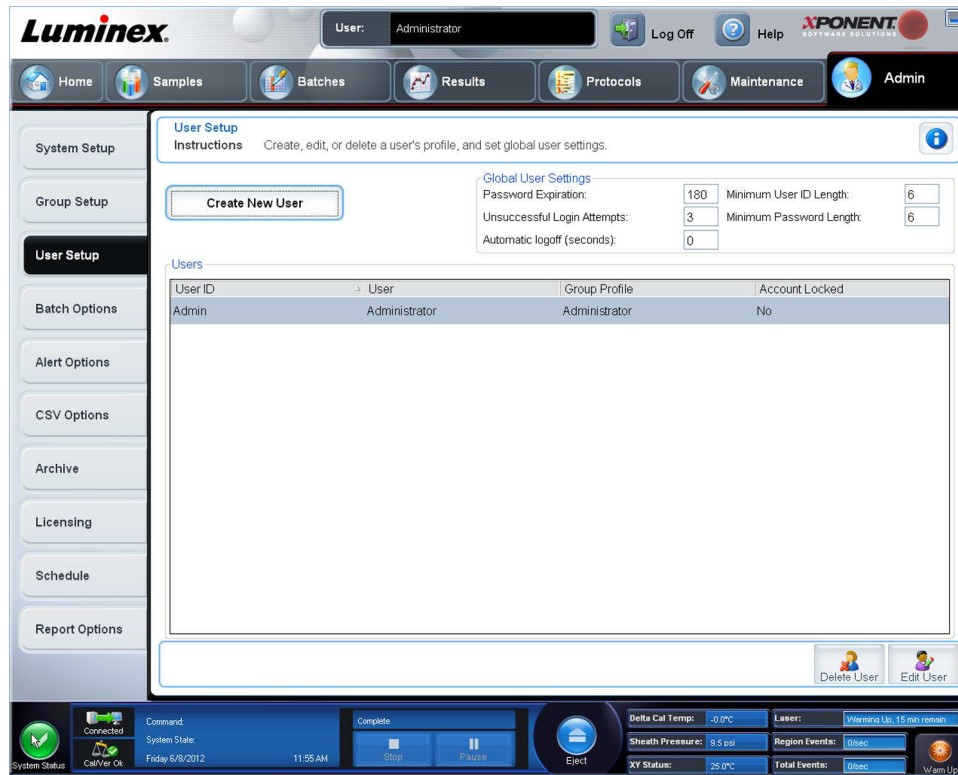 Luminex.
User: Administrator
Log Off
Help
XPONENT.
SOFTWARE SOLUTIONS
Home
Samples
Batches
Results
Protocols
Maintenance
Admin
System Setup
Group Setup
User Setup
Batch Options
Alert Options
CSV Options
Archive
Licensing
Schedule
Report Options
User Setup
Instructions Create, edit, or delete a user's profile, and set global user settings.
Create New User
Global User Settings
Password Expiration: 180 Minimum User ID Length: 6
Unsuccessful Login Attempts: 3 Minimum Password Length: 6
Automatic logoff (seconds): 0
Users
User ID User Group Profile Account Locked
Admin Administrator Administrator No
Delete User
Edit User
System Status
Connected
Cal/Ver Ok
Command:
System State:
Friday 6/8/2012 11:55 AM
Complete
Stop
Pause
Eject
Delta Cal Temp: -0.0°C Laser: Warming Up, 15 min remain
Sheath Pressure: 9.5 psi Region Events: 0/sec
XY Status: 25.0°C Total Events: 0/sec
Warm Up